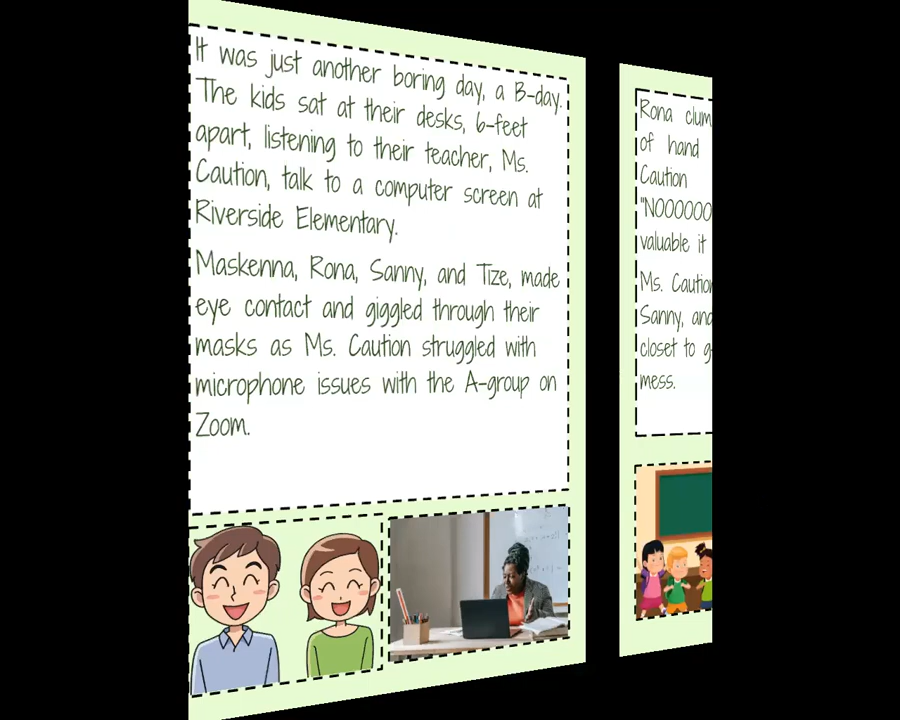 It was just another boring day, a B-day.
The kids sat at their desks, 6-feet
apart, listening to their teacher, Ms.
Caution, talk to a computer screen at
Riverside Elementary.
Maskenna, Rona, Sanny, and Tize, made
eye contact and giggled through their
masks as Ms. Caution struggled with
microphone issues with the A-group on
Zoom.
Rona
of hand
Caution
"NOOOOOO
valuable it
Ms.
Sanny,
closet to
mess.